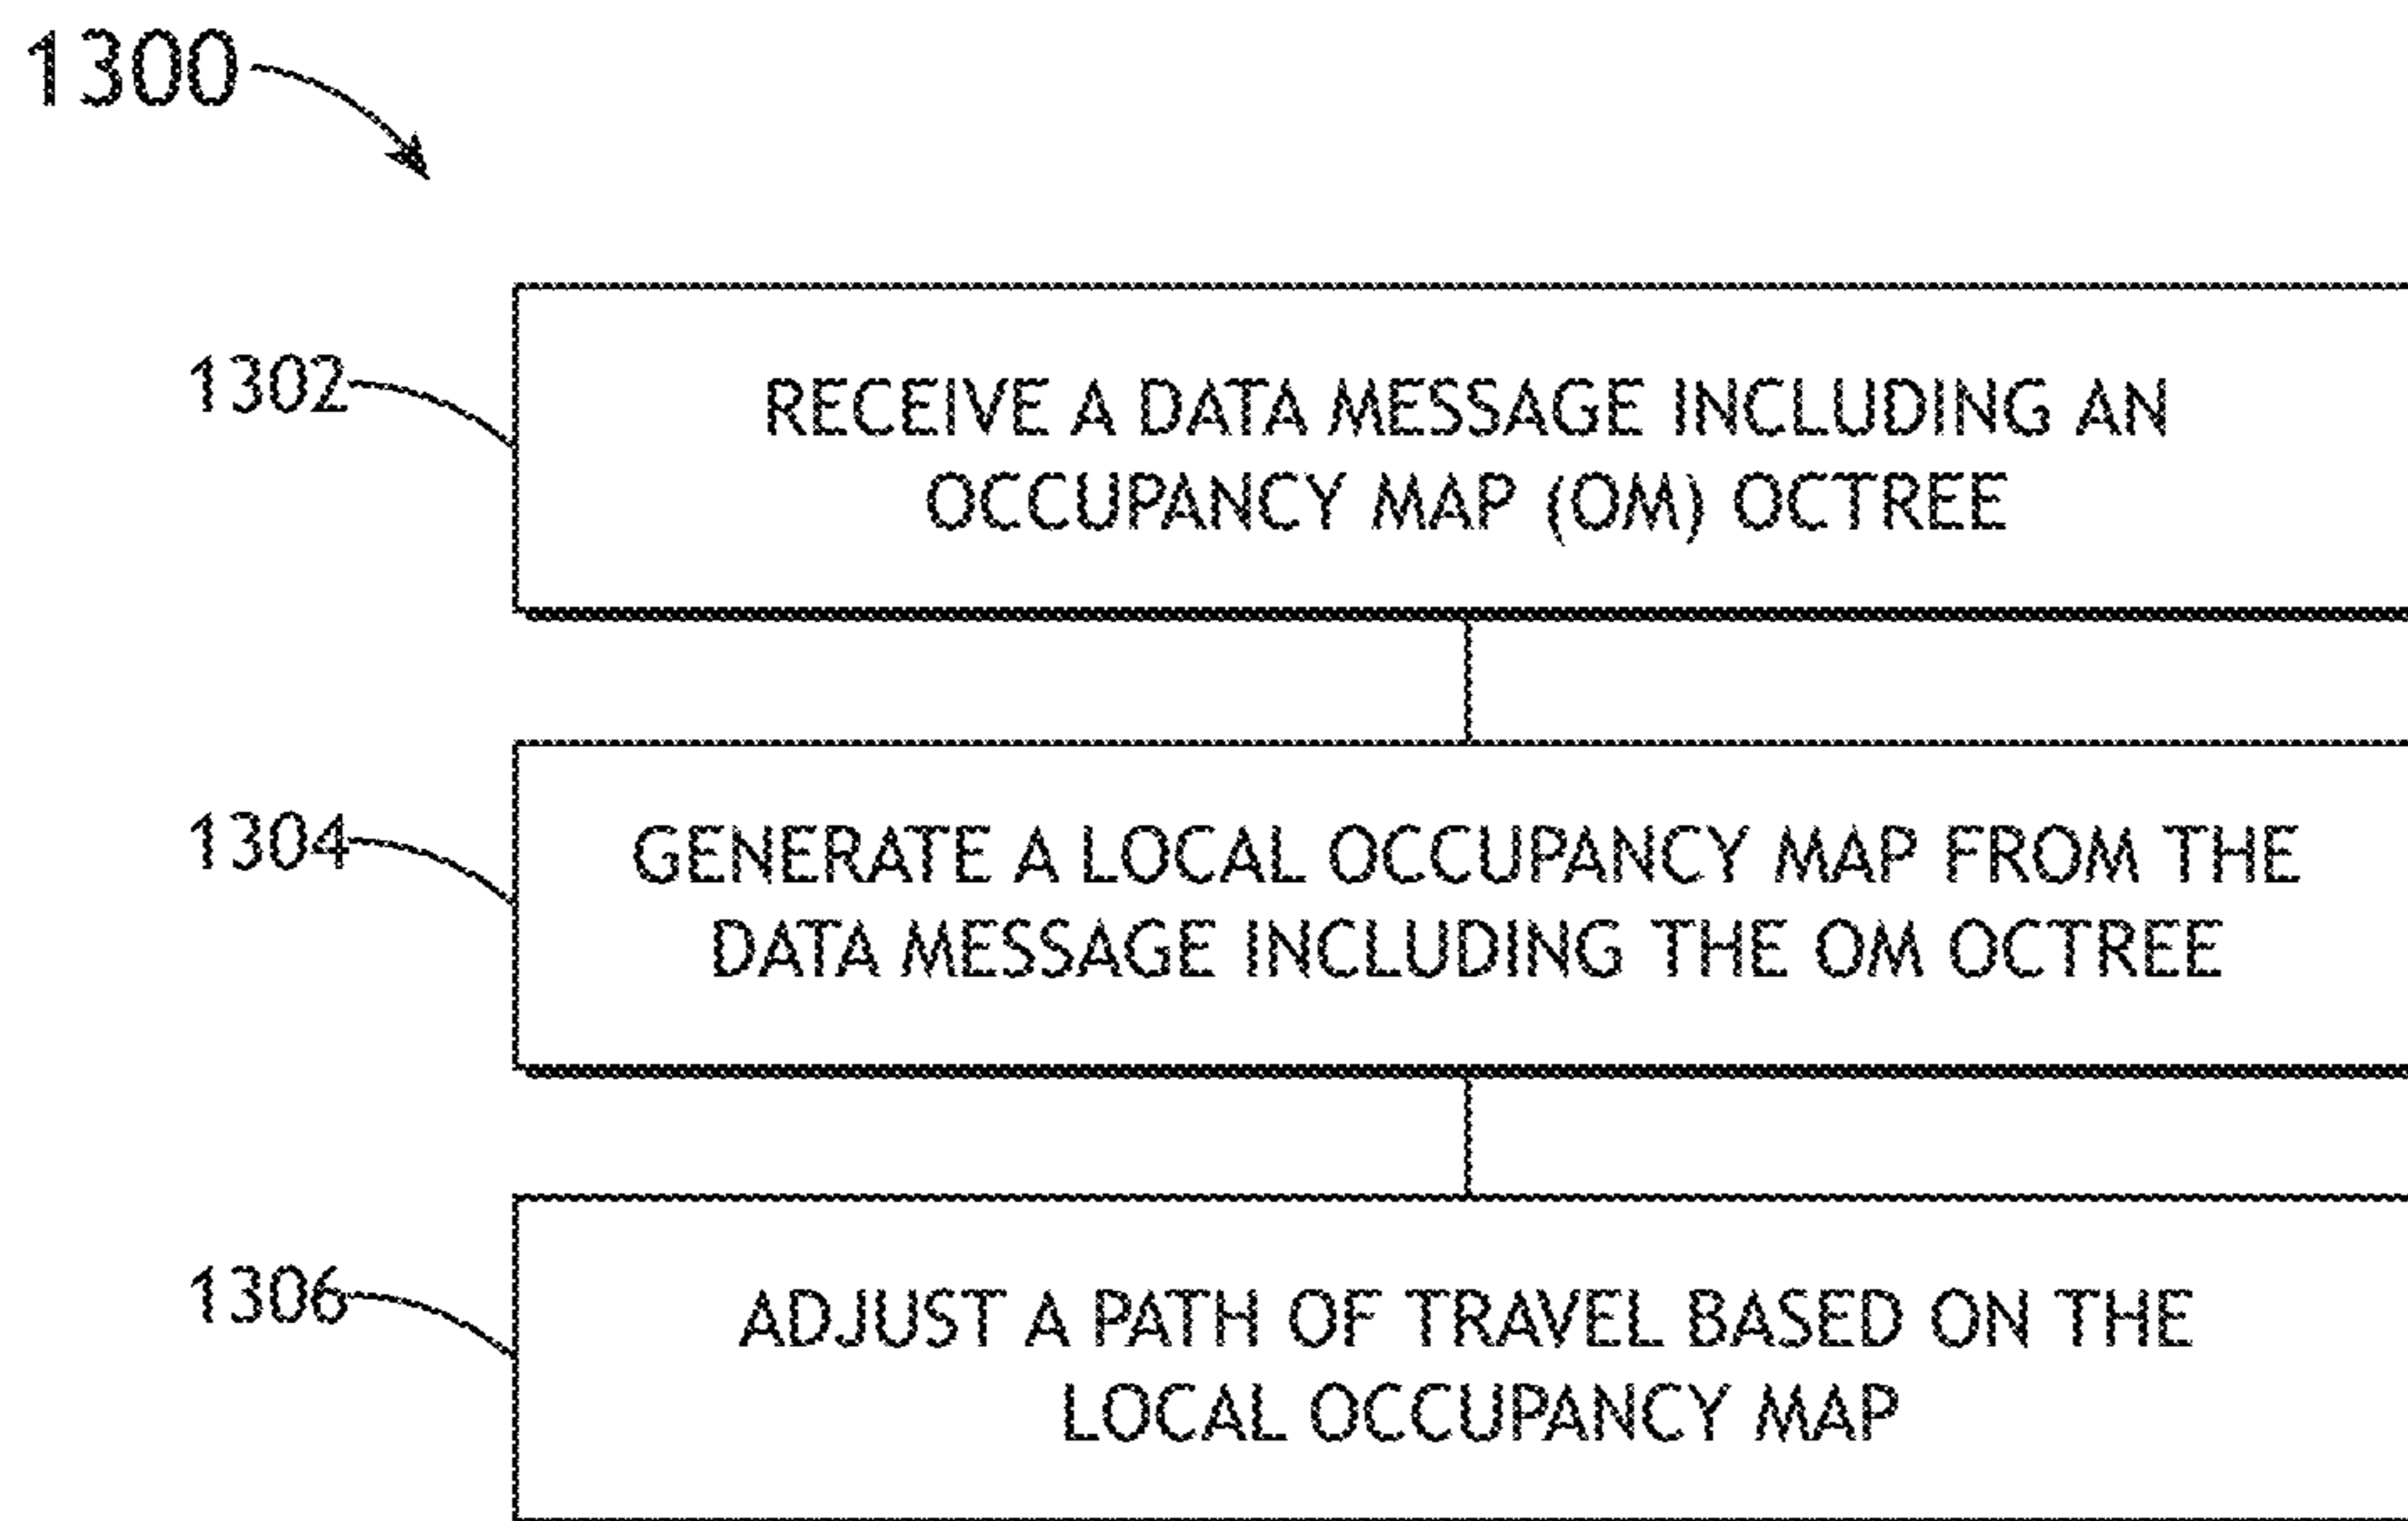 1300
1302
RECEIVE A DATA MESSAGE INCLUDING AN
OCCUPANCY MAP (OM) OCTREE
1304
GENERATE A LOCAL OCCUPANCY MAP FROM THE
DATA MESSAGE INCLUDING THE OM OCTREE
1306
ADJUST A PATH OF TRAVEL BASED ON THE
LOCAL OCCUPANCY MAP